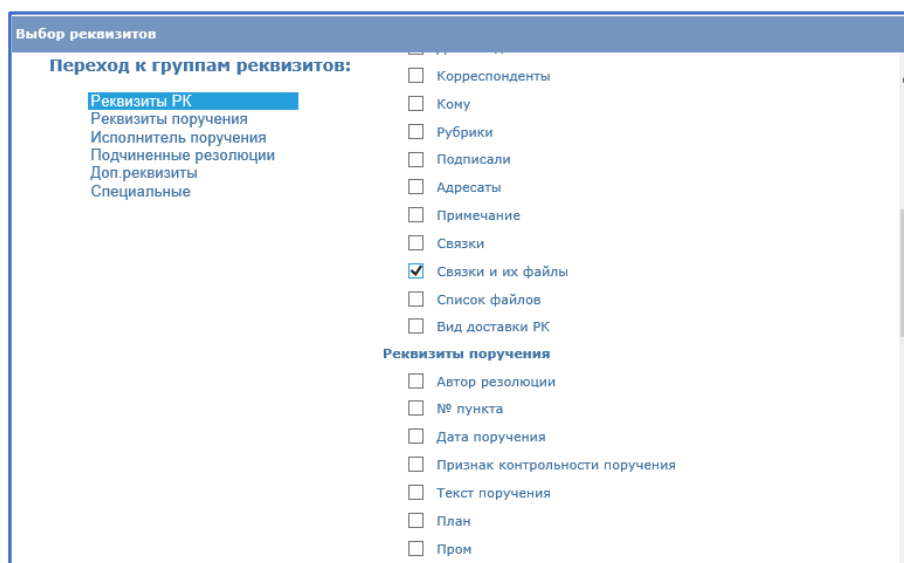 Выбор реквизитов
Переход к группам реквизитов:
Реквизиты РК
Реквизиты поручения
Исполнитель поручения
Подчиненные резолюции
Доп.реквизиты
Специальные
Корреспонденты
Кому
Рубрики
Подписали
Адресаты
Примечание
Связки
Связки и их файлы
Список файлов
Вид доставки РК
Реквизиты поручения
Автор резолюции
№ пункта
Дата поручения
Признак контрольности поручения
Текст поручения
План
Пром